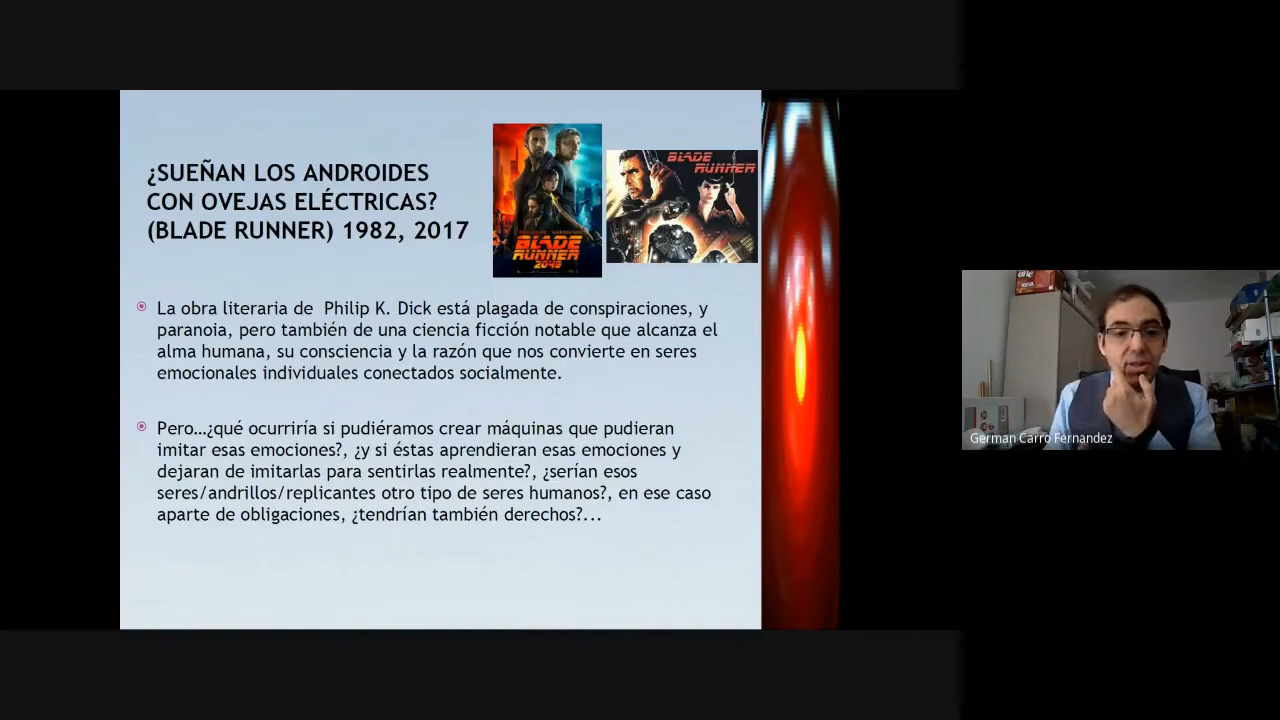 ¿SUEÑAN LOS ANDROIDES
CON OVEJAS ELÉCTRICAS?
(BLADE RUNNER) 1982, 2017
BLADE
RUNNER
2049
BLADE
RUNNER
La obra literaria de Philip K. Dick está plagada de conspiraciones, y
paranoia, pero también de una ciencia ficción notable que alcanza el
alma humana, su consciencia y la razón que nos convierte en seres
emocionales individuales conectados socialmente.
Pero...¿qué ocurriría si pudiéramos crear máquinas que pudieran
imitar esas emociones?, ¿y si éstas aprendieran esas emociones y
dejaran de imitarlas para sentirlas realmente?, ¿serían esos
seres/andrillos/replicantes otro tipo de seres humanos?, en ese caso
aparte de obligaciones, ¿tendrían también derechos?...
German Carro Fernandez